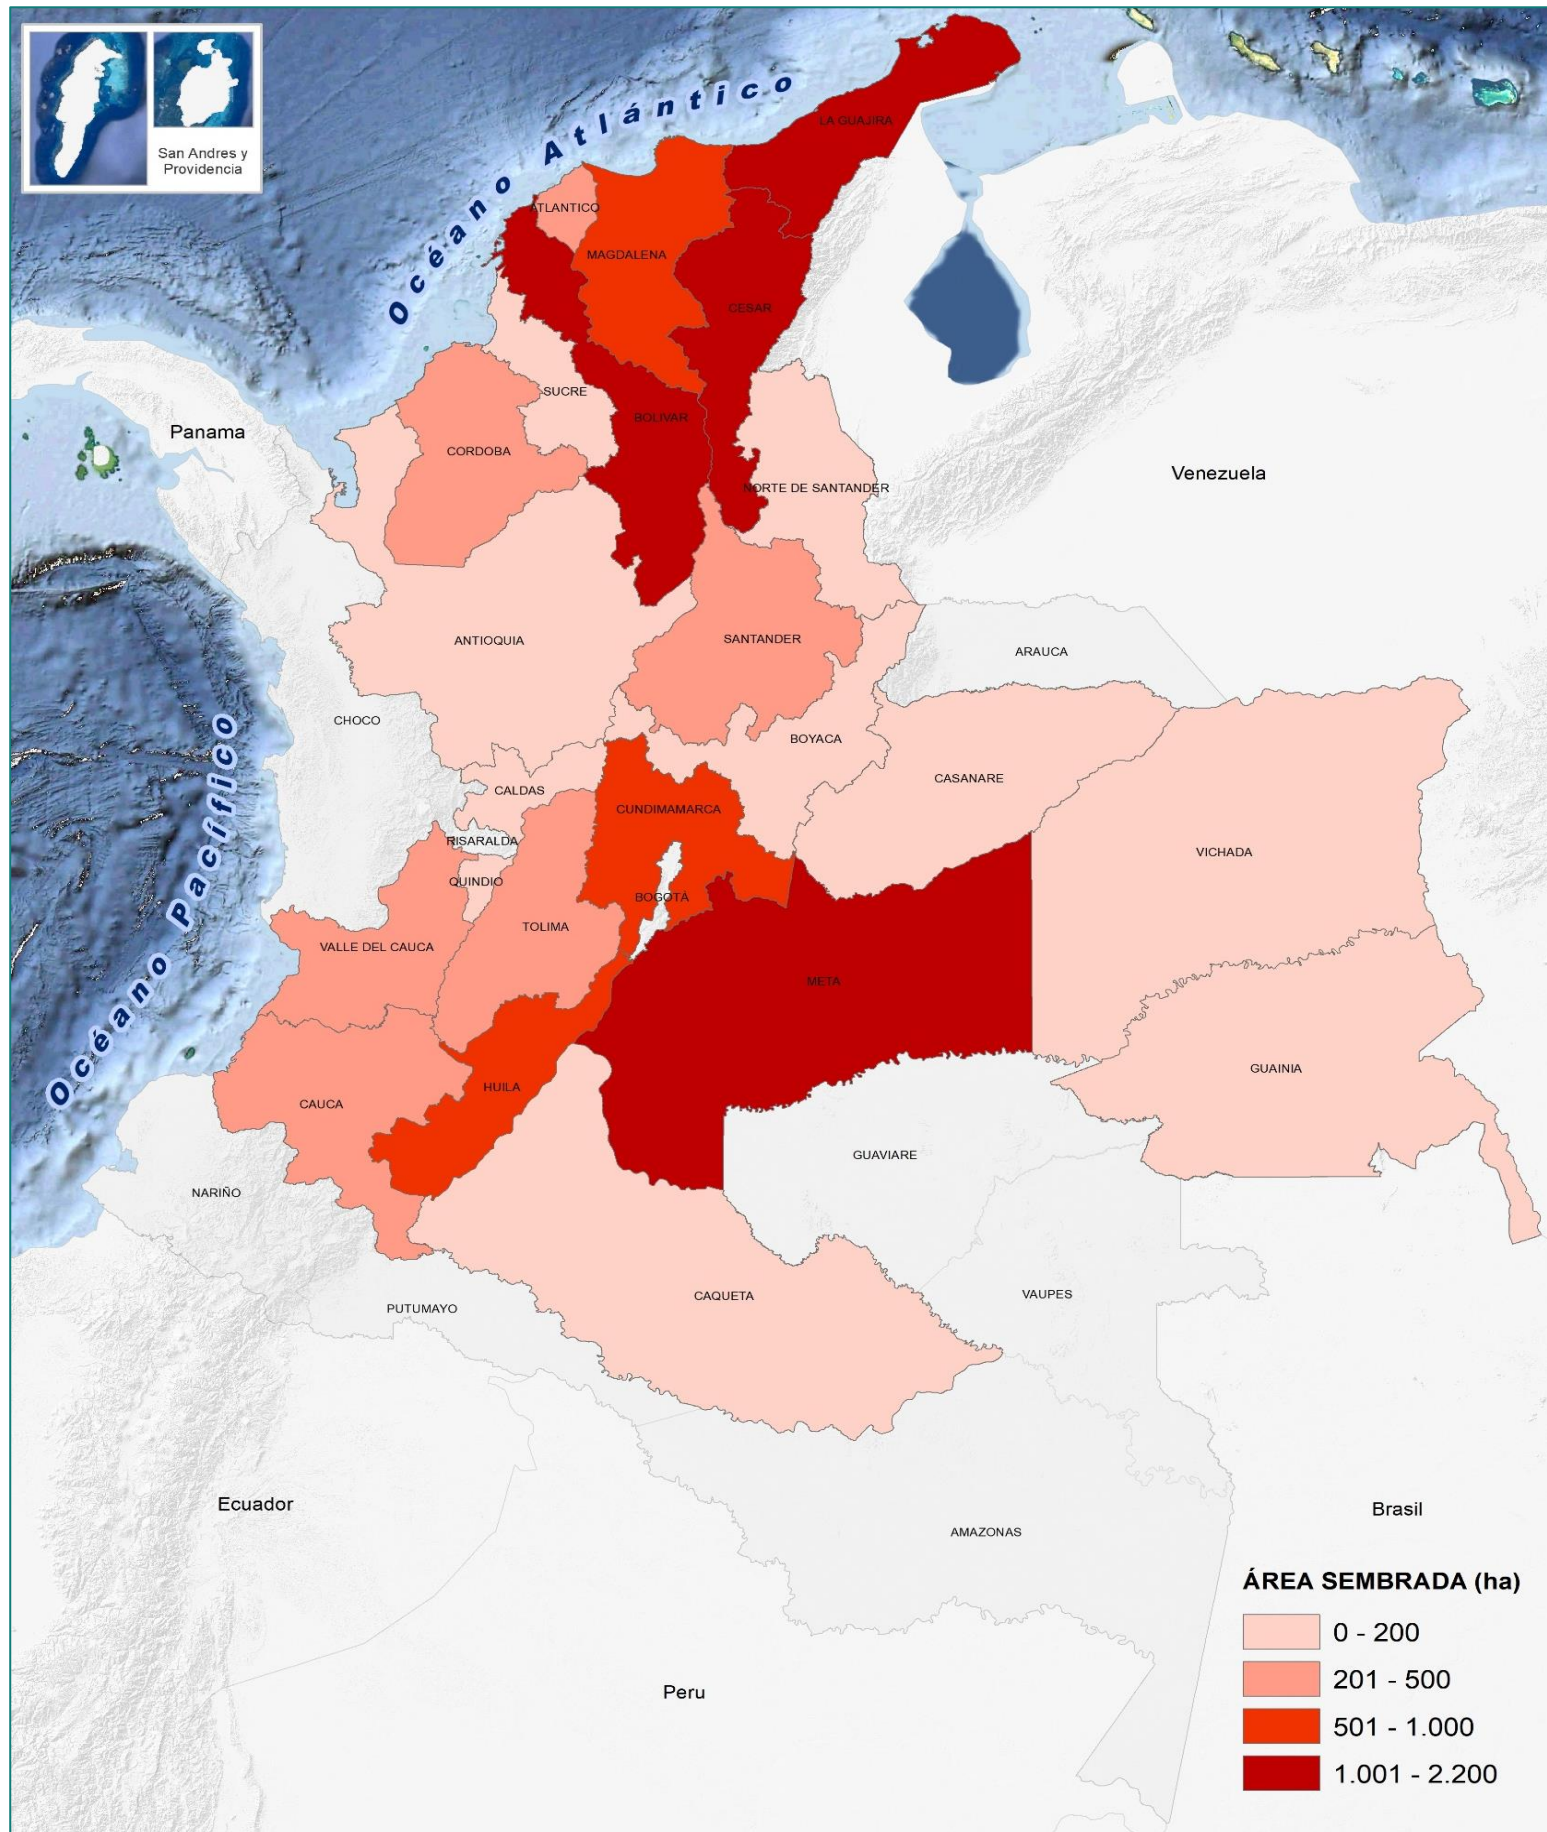 San Andres y
Providencia
Océano Atlántico
LA GUAJIRA
ATLANTICO
MAGDALENA
CESAR
SUCRE
BOLIVAR
Panama
CORDOBA
Venezuela
NORTE DE SANTANDER
ANTIOQUIA
SANTANDER
ARAUCA
CHOCO
BOYACA
CASANARE
CALDAS
CUNDIMAMARCA
RISARALDA
VICHADA
QUINDIO
BOGOTÁ
TOLIMA
VALLE DEL CAUCA
Océano Pacífico
META
GUAINIA
HUILA
CAUCA
GUAVIARE
NARIÑO
VAUPES
CAQUETA
PUTUMAYO
Ecuador
Brasil
AMAZONAS
Peru
ÁREA SEMBRADA (ha)
0 - 200
201 - 500
501 - 1.000
1.001 - 2.200